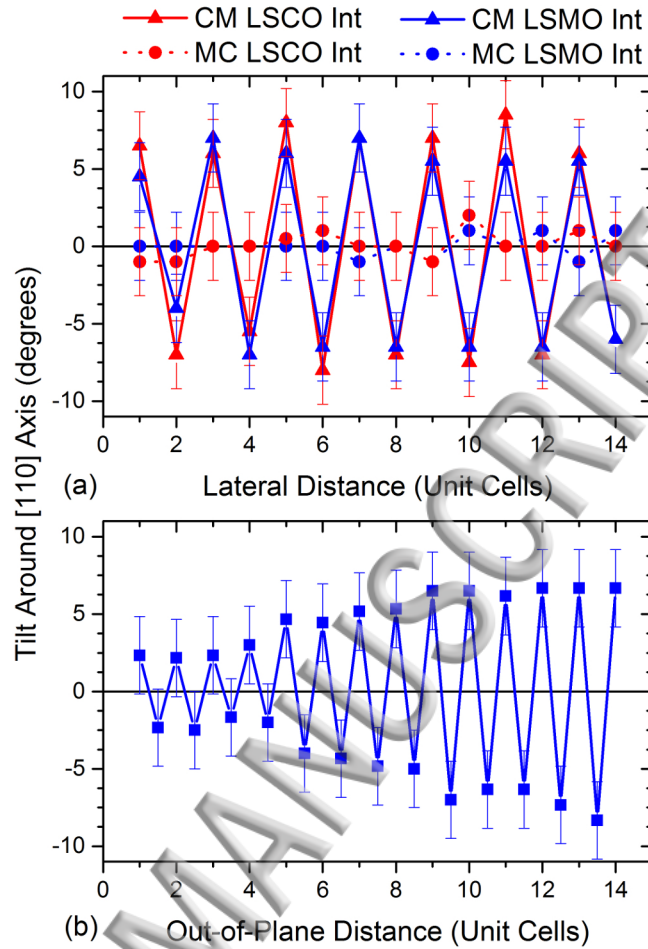 CM LSCO Int CM LSMO Int
MC LSCO Int MC LSMO Int
10
5
0
-5
-10
0 2 4 6 8 10 12 14
(a) Lateral Distance (Unit Cells)
Tilt Around [110] Axis (degrees)
10
5
0
-5
-10
0 2 4 6 8 10 12 14
(b) Out-of-Plane Distance (Unit Cells)
MANUSCRIPT